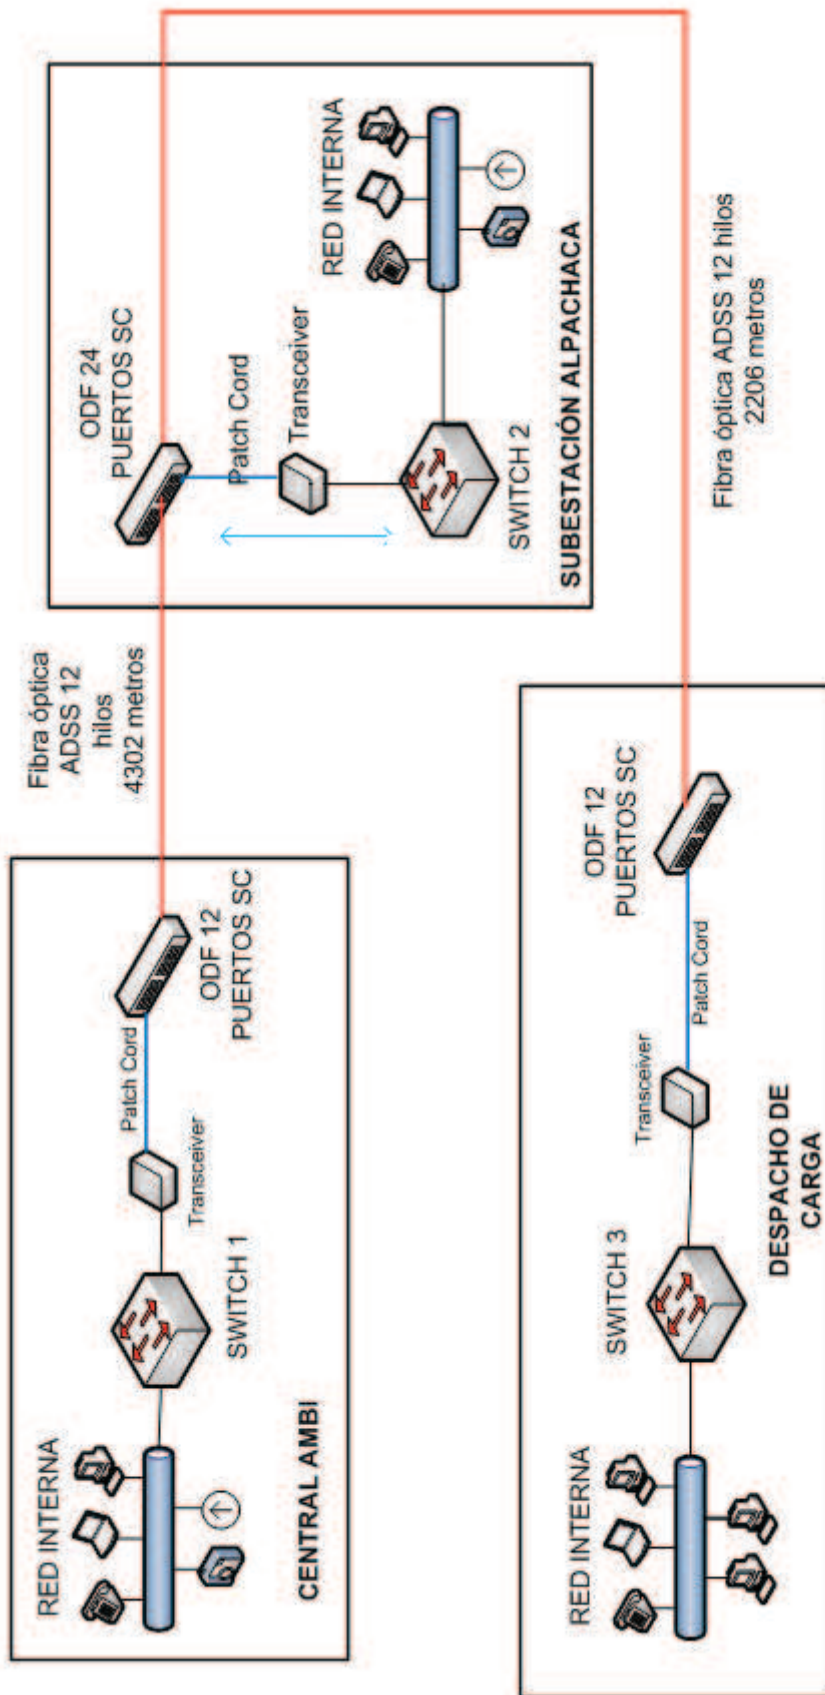 RED INTERNA
SWITCH 1
Transceiver
Patch Cord
ODF 12
PUERTOS SC
CENTRAL AMBI
Fibra óptica
ADSS 12
hilos
4302 metros
ODF 24
PUERTOS SC
Patch Cord
Transceiver
SWITCH 2
RED INTERNA
SUBESTACIÓN ALPACHACA
Fibra óptica ADSS 12 hilos
2206 metros
RED INTERNA
SWITCH 3
Transceiver
Patch Cord
ODF 12
PUERTOS SC
DESPACHO DE
CARGA